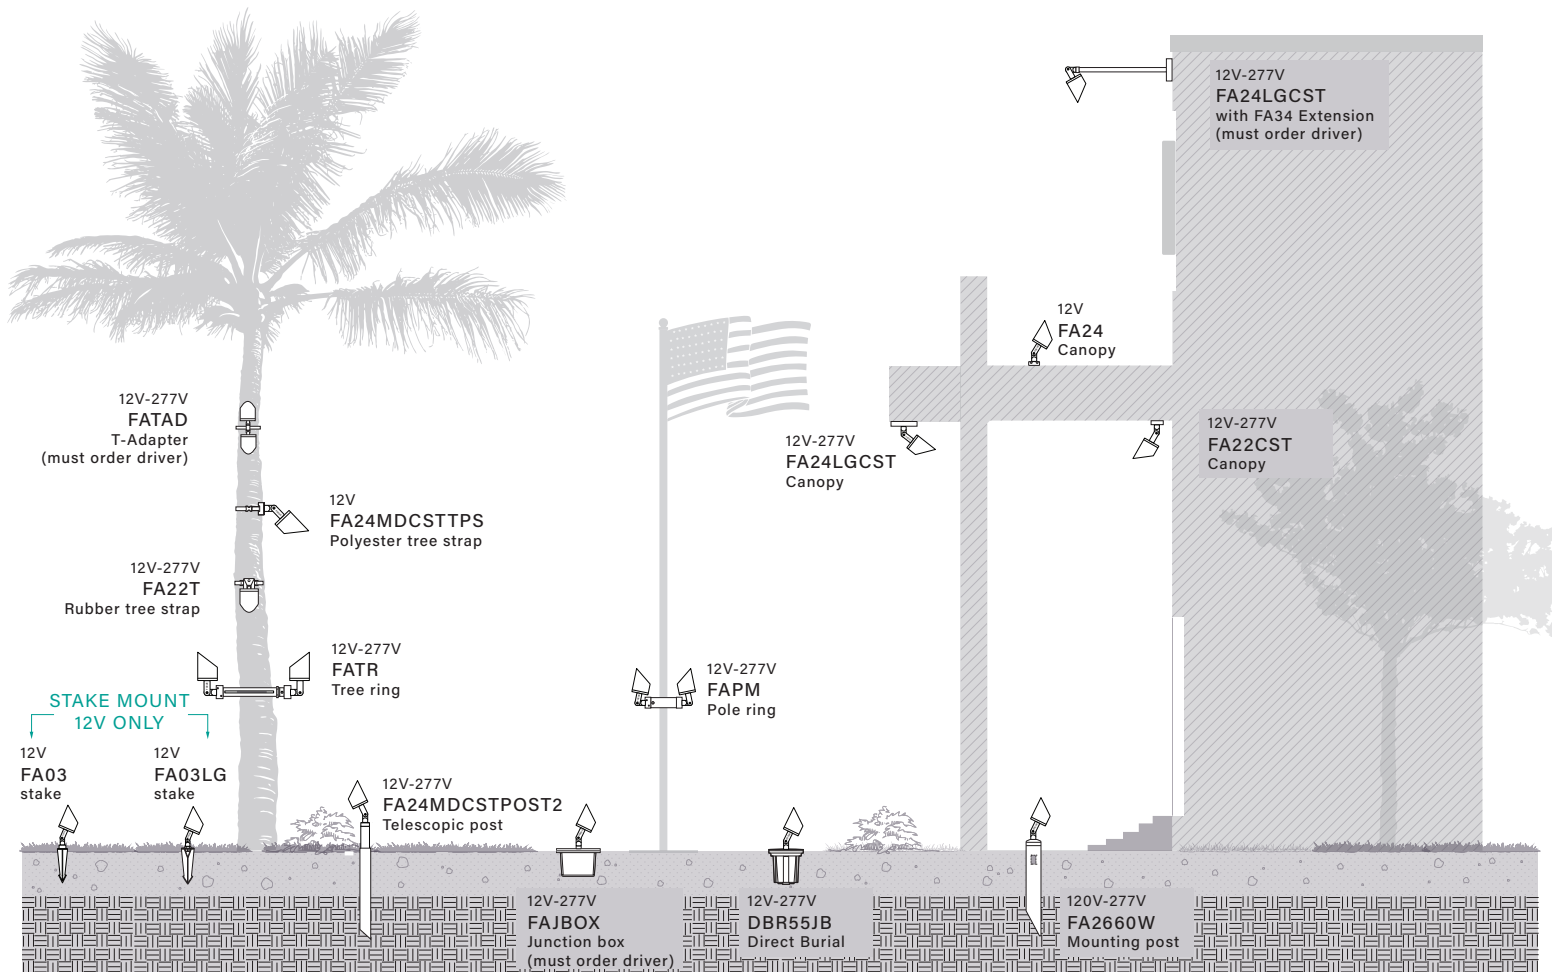 12V-277V
FA24LGCST
with FA34 Extension
(must order driver)
12V
FA24
Canopy
12V-277V
FATAD
T-Adapter
(must order driver)
12V-277V
FA24LGCST
Canopy
12V-277V
FA22CST
Canopy
12V
FA24MDCSTTPS
Polyester tree strap
12V-277V
FA22T
Rubber tree strap
12V-277V
FATR
Tree ring
12V-277V
FAPM
Pole ring
STAKE MOUNT
12V ONLY
12V
FA03
stake
12V
FA03LG
stake
12V-277V
FA24MDCSTPOST2
Telescopic post
12V-277V
FAJBOX
Junction box
(must order driver)
12V-277V
DBR55JB
Direct Burial
120V-277V
FA2660W
Mounting post